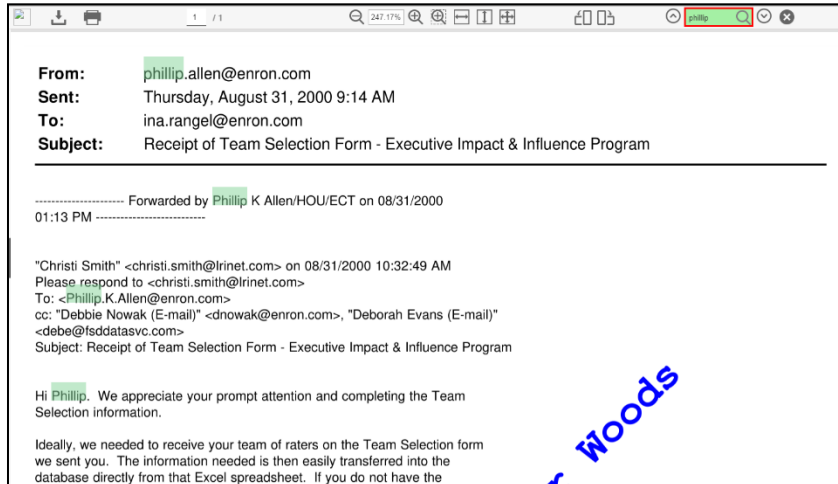 1 / 1 247.17% phillip
From: phillip.allen@enron.com
Sent: Thursday, August 31, 2000 9:14 AM
To: ina.rangel@enron.com
Subject: Receipt of Team Selection Form - Executive Impact & Influence Program
---------------------- Forwarded by Phillip K Allen/HOU/ECT on 08/31/2000
01:13 PM ---------------------------
"Christi Smith" <christi.smith@lrinet.com> on 08/31/2000 10:32:49 AM
Please respond to <christi.smith@lrinet.com>
To: <Phillip.K.Allen@enron.com>
cc: "Debbie Nowak (E-mail)" <dnowak@enron.com>, "Deborah Evans (E-mail)"
<debe@fsddatasvc.com>
Subject: Receipt of Team Selection Form - Executive Impact & Influence Program
Hi Phillip. We appreciate your prompt attention and completing the Team
Selection information.
Ideally, we needed to receive your team of raters on the Team Selection form
we sent you. The information needed is then easily transferred into the
database directly from that Excel spreadsheet. If you do not have the
Woods